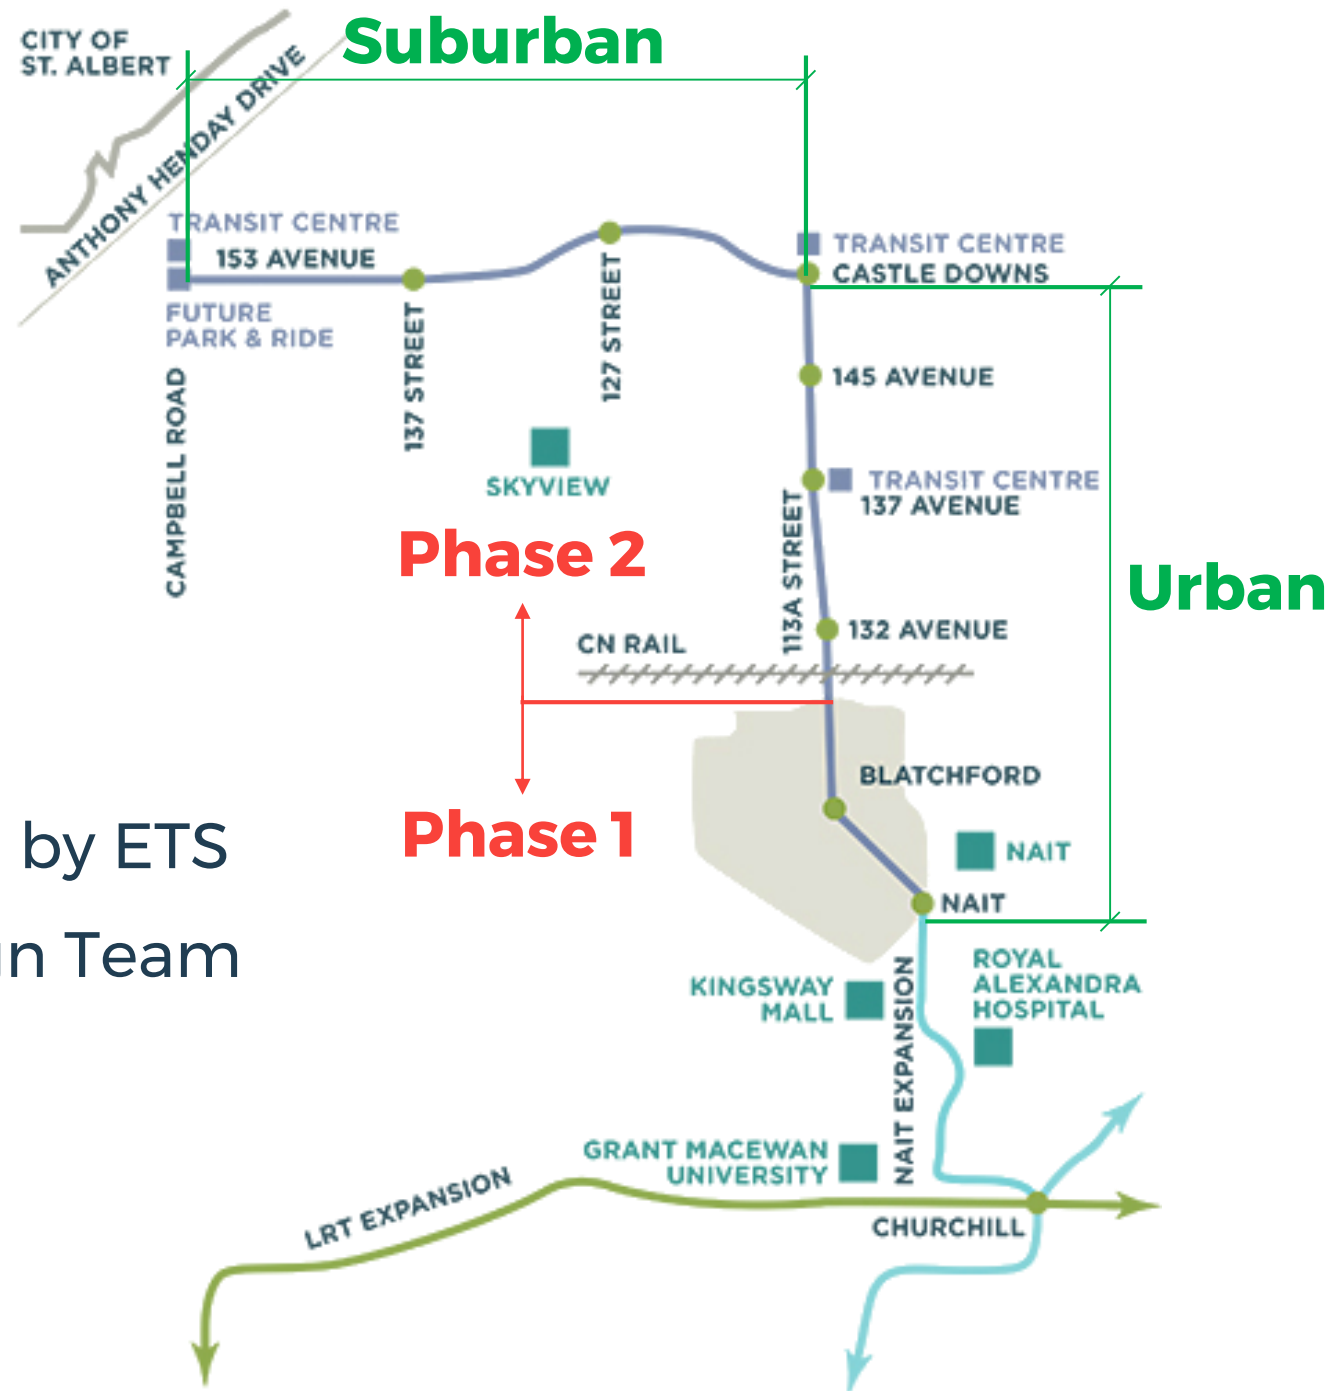 CITY OF
ST. ALBERT
Suburban
ANTHONY HENDAY DRIVE
TRANSIT CENTRE
153 AVENUE
FUTURE
PARK & RIDE
CAMPBELL ROAD
137 STREET
127 STREET
TRANSIT CENTRE
CASTLE DOWNS
145 AVENUE
SKYVIEW
TRANSIT CENTRE
137 AVENUE
113A STREET
Phase 2
Urban
132 AVENUE
CN RAIL
BLATCHFORD
Phase 1
by ETS
NAIT
NAIT
Team
KINGSWAY
MALL
NAIT EXPANSION
ROYAL
ALEXANDRA
HOSPITAL
GRANT MACEWAN
UNIVERSITY
LRT EXPANSION
CHURCHILL